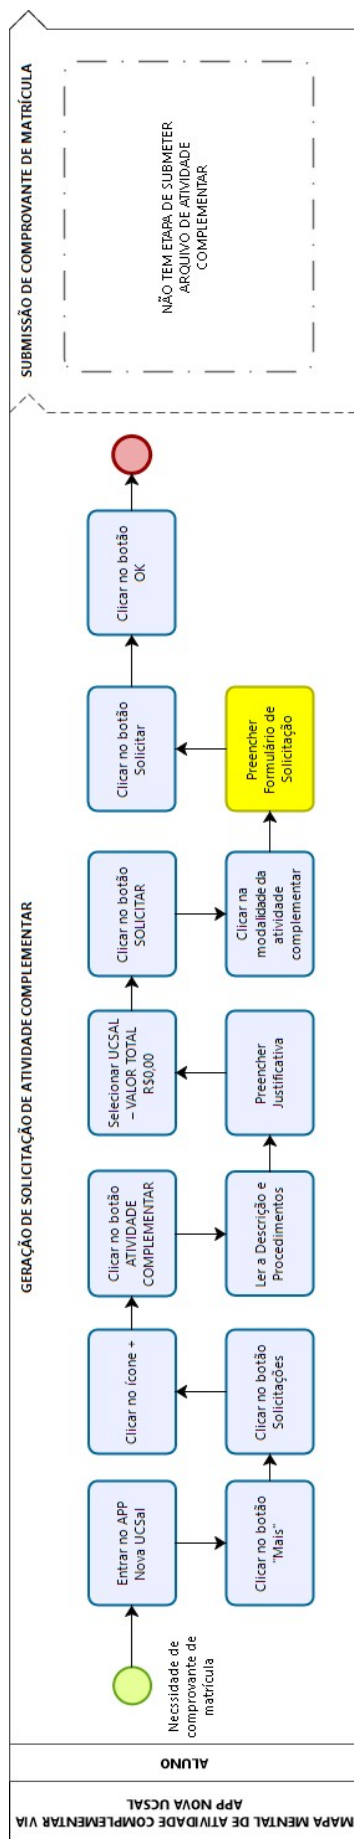 MAPA MENTAL DE ATIVIDADE COMPLEMENTAR VIA
APP NOVA UCSAL
ALUNO
GERAÇÃO DE SOLICITAÇÃO DE ATIVIDADE COMPLEMENTAR
Necssidade de
comprovante de
matrícula
Entrar no APP
Nova UCSal
Clicar no botão
"Mais"
Clicar no botão
Solicitações
Clicar no ícone +
Clicar no botão
ATIVIDADE
COMPLEMENTAR
Ler a Descrição e
Procedimentos
Preencher
Justificativa
Selecionar UCSAL
– VALOR TOTAL
R$0,00
Clicar no botão
SOLICITAR
Clicar na
modalidade da
atividade
complementar
Preencher
Formulário de
Solicitação
Clicar no botão
Solicitar
Clicar no botão
OK
SUBMISSÃO DE COMPROVANTE DE MATRÍCULA
NÃO TEM ETAPA DE SUBMETER
ARQUIVO DE ATIVIDADE
COMPLEMENTAR